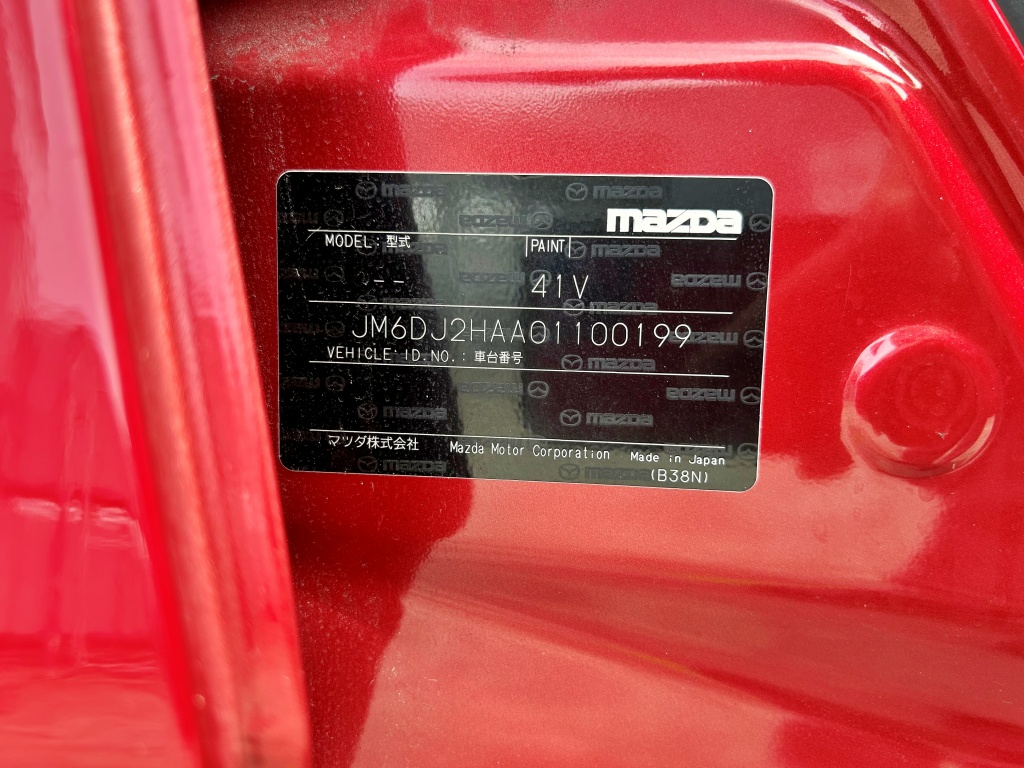 mazda
MODEL: 型式 PAINT
-- 41V
JM6DJ2HAA01100199
VEHICLE ID.NO.: 車台番号
マツダ株式会社 Mazda Motor Corporation Made in Japan
(B38N)